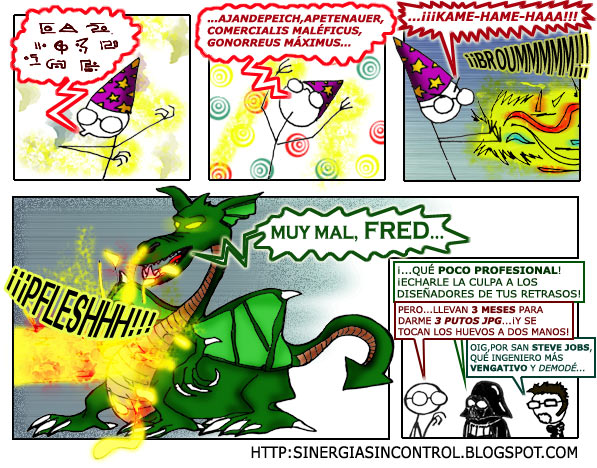 ...AJANDEPEICH,APETENAUER,
COMERCIALIS MALÉFICUS,
GONORREUS MÁXIMUS...
...¡¡¡KAME-HAME-HAAA!!!
¡¡¡BROUMMMMM!!!
MUY MAL, FRED...
¡¡¡PFLESHHH!!!
¡...QUÉ POCO PROFESIONAL!
¡ECHARLE LA CULPA A LOS
DISEÑADORES DE TUS RETRASOS!
PERO...LLEVAN 3 MESES PARA
DARME 3 PUTOS JPG...¡Y SE
TOCAN LOS HUEVOS A DOS MANOS!
OIG,POR SAN STEVE JOBS,
QUÉ INGENIERO MÁS
VENGATIVO Y DEMODÉ...
HTTP:SINERGIASINCONTROL.BLOGSPOT.COM